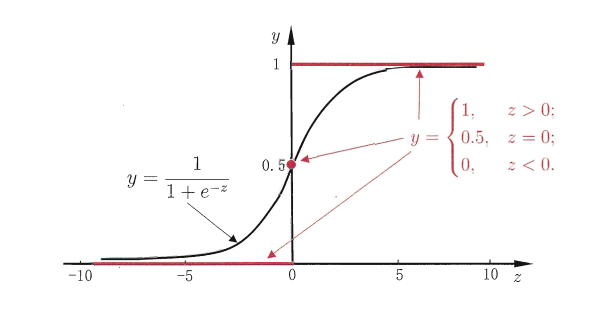 y
1
y = { 1, z > 0;
0.5, z = 0;
0, z < 0.
0.5
y = 1 / (1 + e^{-z})
-10 -5 0 5 10 z